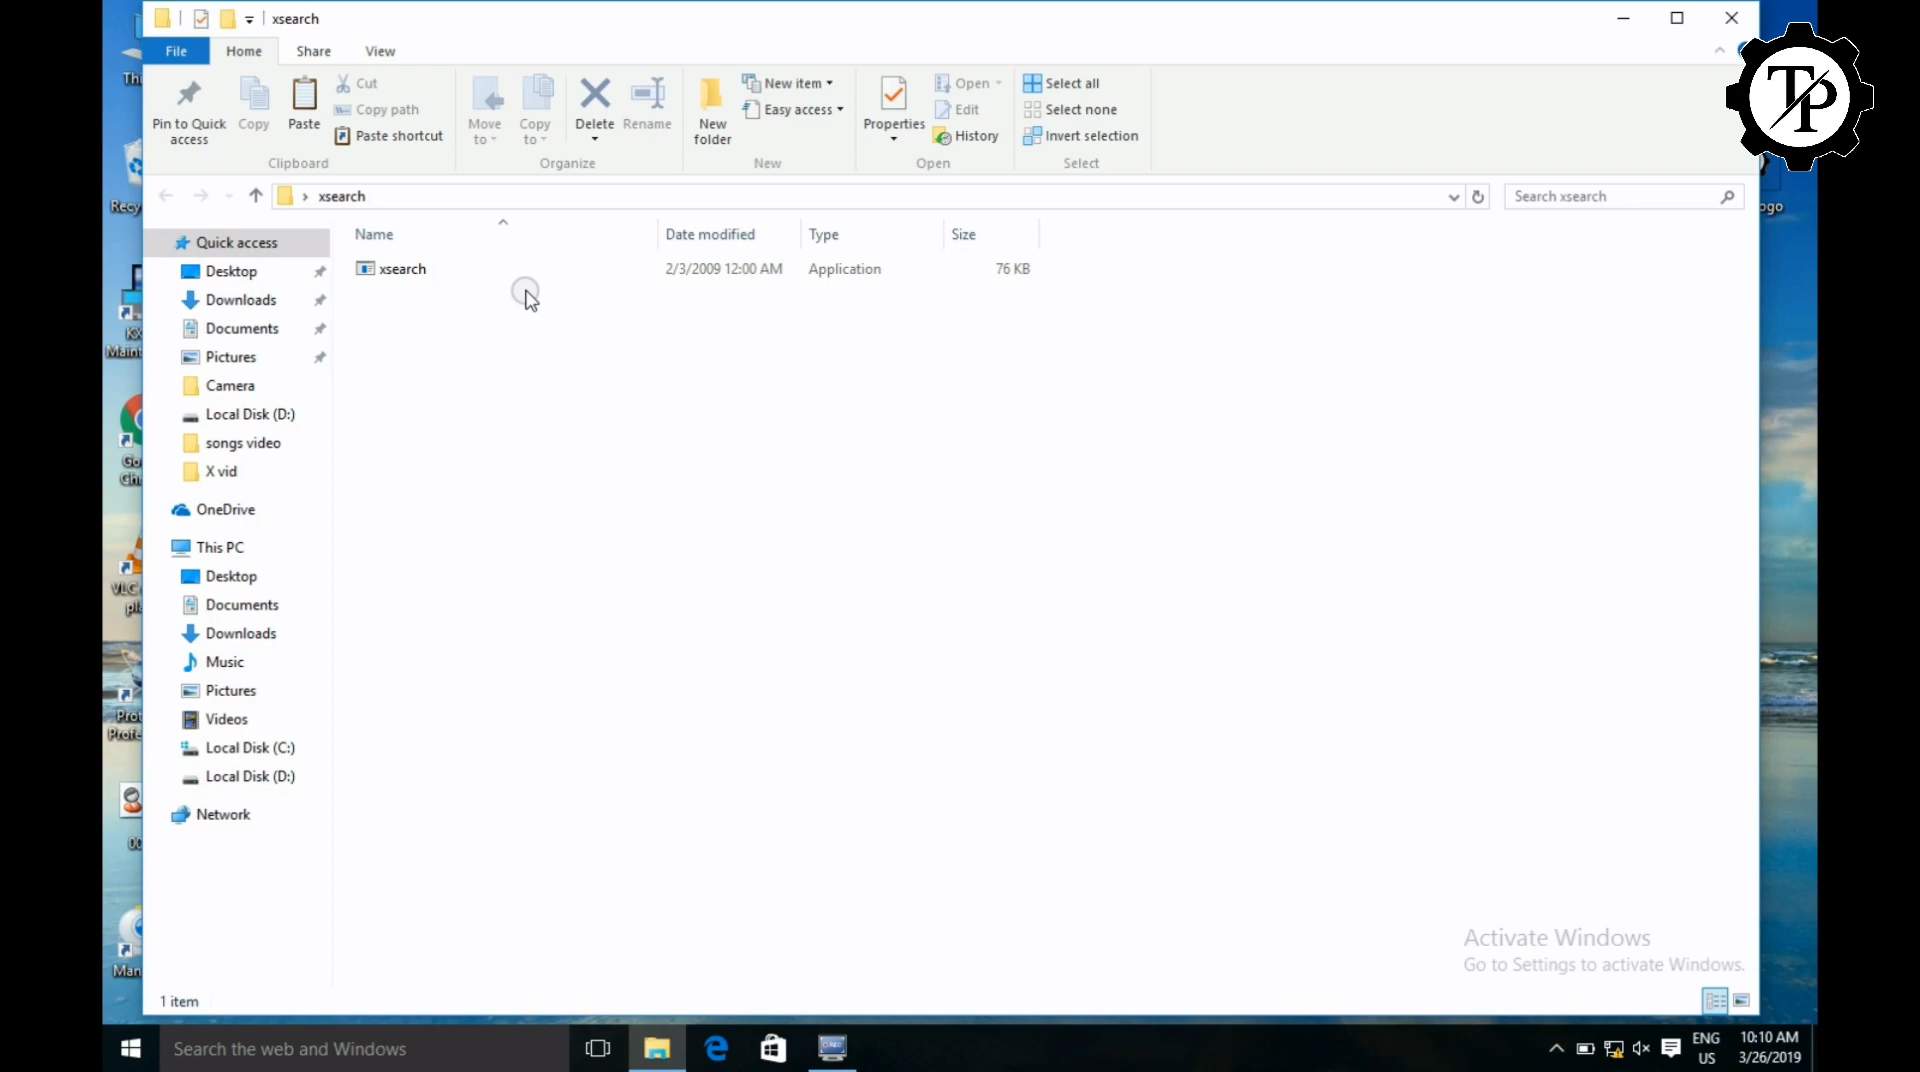 xsearch
File Home Share View
Pin to Quick access
Copy
Paste
Cut
Copy path
Paste shortcut
Clipboard
Move to
Copy to
Delete
Rename
Organize
New folder
New item
Easy access
New
Properties
Open
Edit
History
Open
Select all
Select none
Invert selection
Select
TP
xsearch
Search xsearch
Name Date modified Type Size
xsearch 2/3/2009 12:00 AM Application 76 KB
Quick access
Desktop
Downloads
Documents
Pictures
Camera
Local Disk (D:)
songs video
X vid
OneDrive
This PC
Desktop
Documents
Downloads
Music
Pictures
Videos
Local Disk (C:)
Local Disk (D:)
Network
1 item
Activate Windows
Go to Settings to activate Windows.
Search the web and Windows
REC
ENG
US
10:10 AM
3/26/2019